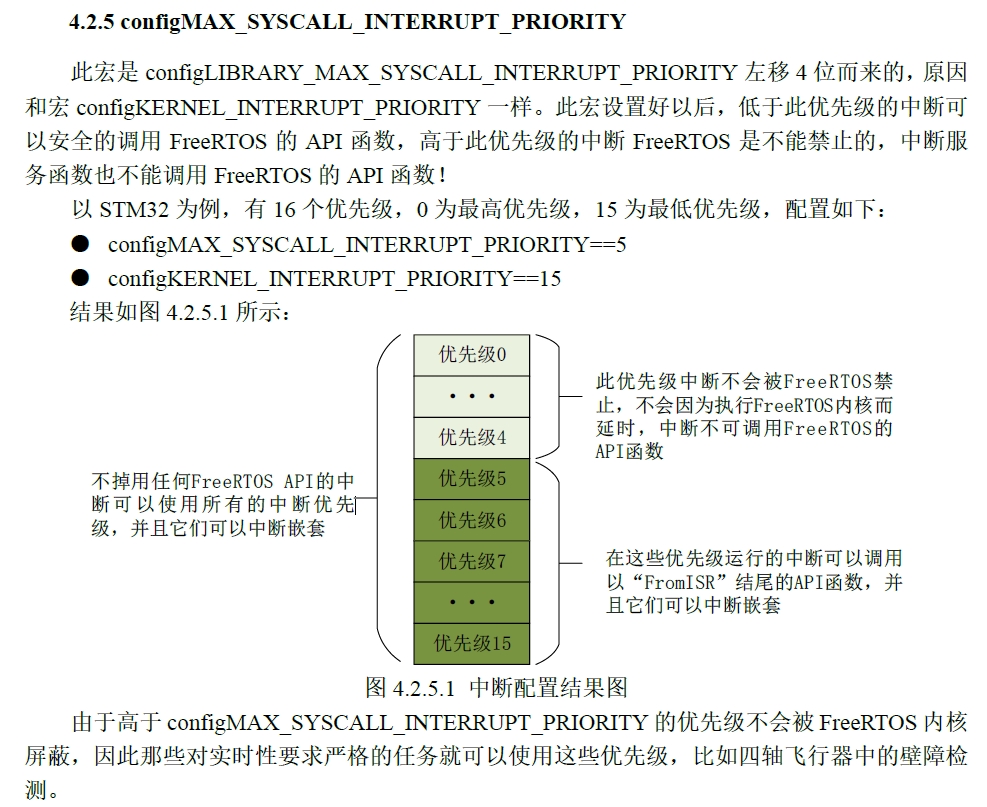 4.2.5 configMAX_SYSCALL_INTERRUPT_PRIORITY
此宏是 configLIBRARY_MAX_SYSCALL_INTERRUPT_PRIORITY 左移 4 位而来的，原因
和宏 configKERNEL_INTERRUPT_PRIORITY 一样。此宏设置好以后，低于此优先级的中断可
以安全的调用 FreeRTOS 的 API 函数，高于此优先级的中断 FreeRTOS 是不能禁止的，中断服
务函数也不能调用 FreeRTOS 的 API 函数！
以 STM32 为例，有 16 个优先级，0 为最高优先级，15 为最低优先级，配置如下：
● configMAX_SYSCALL_INTERRUPT_PRIORITY==5
● configKERNEL_INTERRUPT_PRIORITY==15
结果如图 4.2.5.1 所示：
不掉用任何FreeRTOS API的中
断可以使用所有的中断优先
级，并且它们可以中断嵌套
优先级0
···
优先级4
优先级5
优先级6
优先级7
···
优先级15
此优先级中断不会被FreeRTOS禁
止，不会因为执行FreeRTOS内核而
延时，中断不可调用FreeRTOS的
API函数
在这些优先级运行的中断可以调用
以“FromISR”结尾的API函数，并
且它们可以中断嵌套
图 4.2.5.1 中断配置结果图
由于高于 configMAX_SYSCALL_INTERRUPT_PRIORITY 的优先级不会被 FreeRTOS 内核
屏蔽，因此那些对实时性要求严格的任务就可以使用这些优先级，比如四轴飞行器中的壁障检
测。